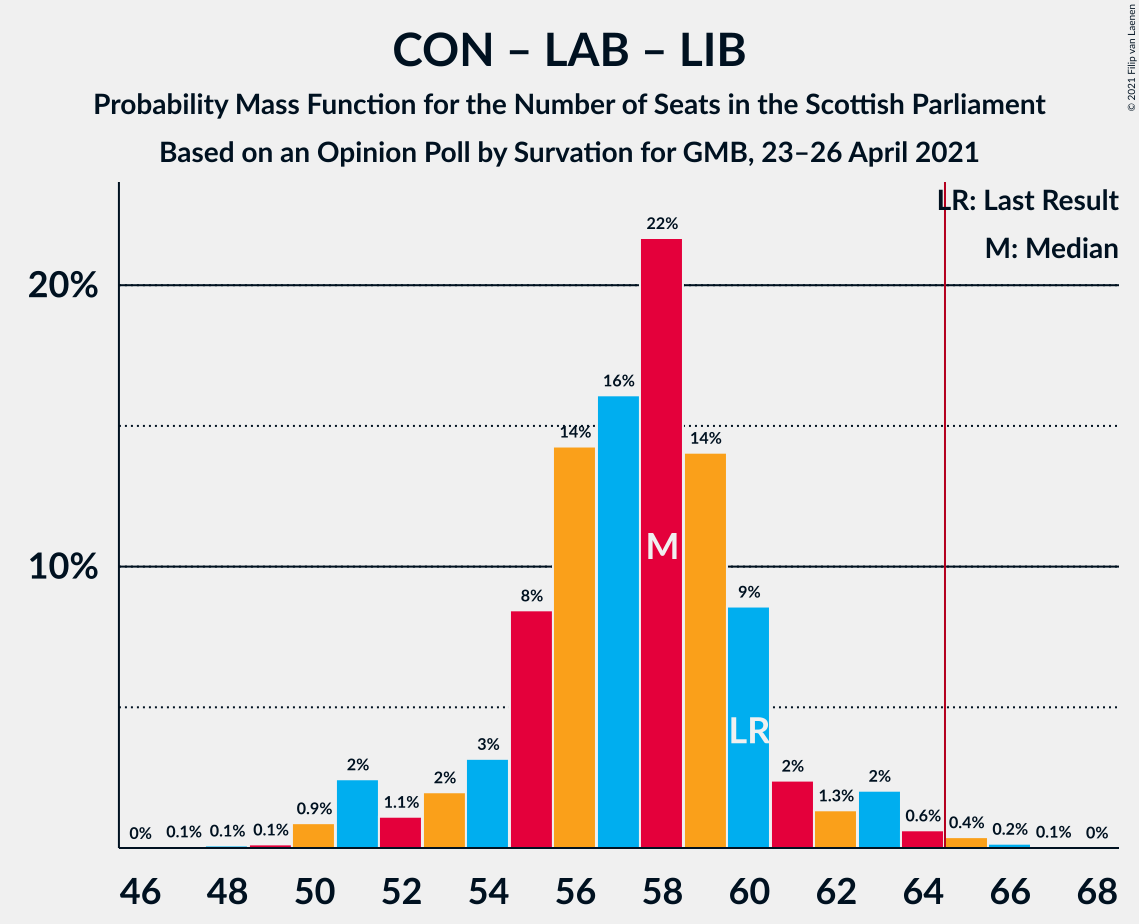 CON – LAB – LIB
Probability Mass Function for the Number of Seats in the Scottish Parliament
Based on an Opinion Poll by Survation for GMB, 23–26 April 2021
© 2021 Filip van Laenen
LR: Last Result
M: Median
20%
10%
0%
0.1%
0.1%
0.1%
0.9%
2%
1.1%
2%
3%
8%
14%
16%
22%
14%
9%
2%
1.3%
2%
0.6%
0.4%
0.2%
0.1%
0%
M
LR
46 48 50 52 54 56 58 60 62 64 66 68